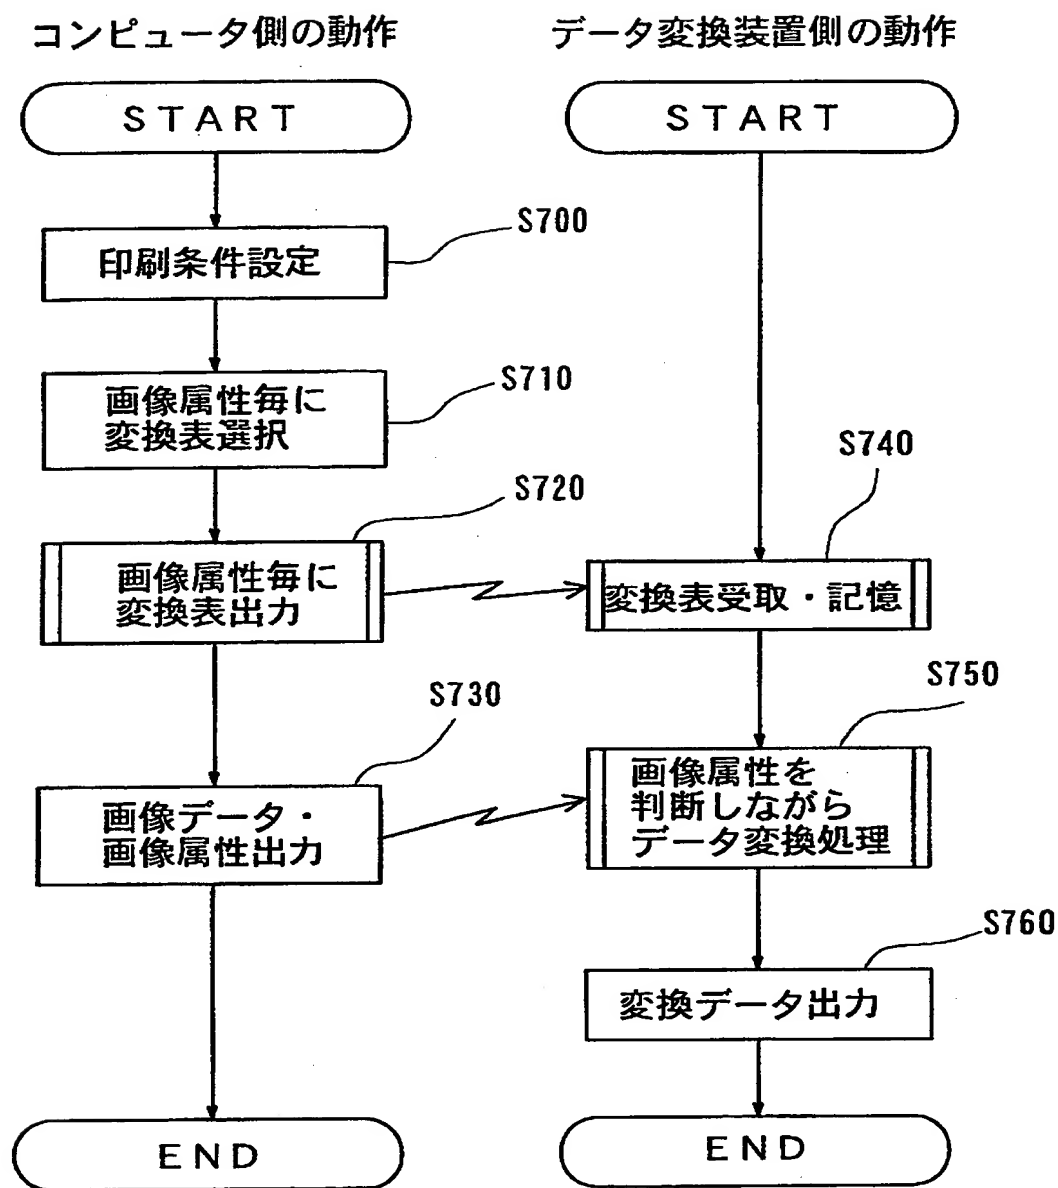 コンピュータ側の動作
START
S700
印刷条件設定
S710
画像属性毎に
変換表選択
S720
画像属性毎に
変換表出力
S730
画像データ・
画像属性出力
END
データ変換装置側の動作
START
S740
変換表受取・記憶
S750
画像属性を
判断しながら
データ変換処理
S760
変換データ出力
END